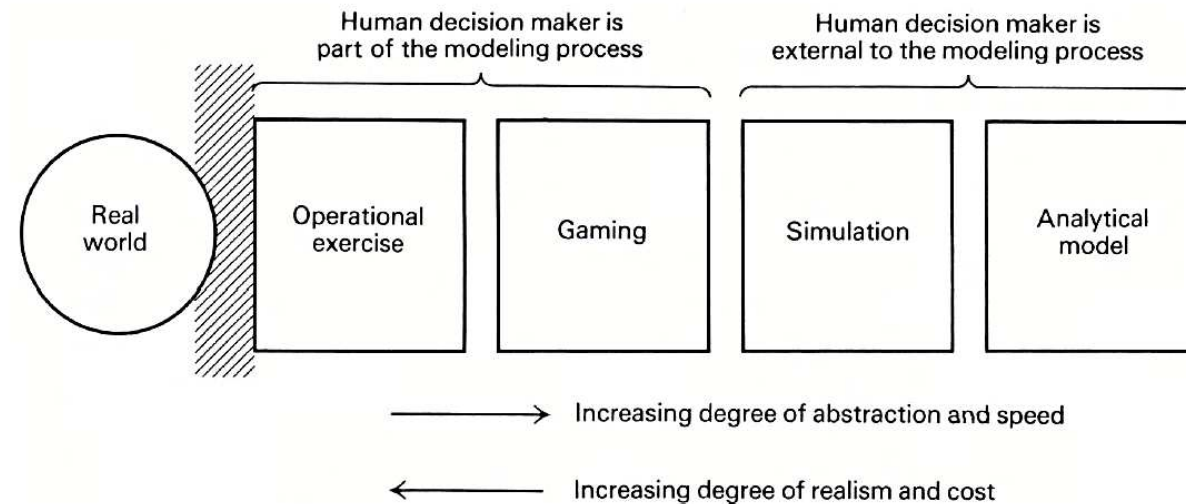 Human decision maker is
part of the modeling process
Human decision maker is
external to the modeling process
Real
world
Operational
exercise
Gaming
Simulation
Analytical
model
Increasing degree of abstraction and speed
Increasing degree of realism and cost